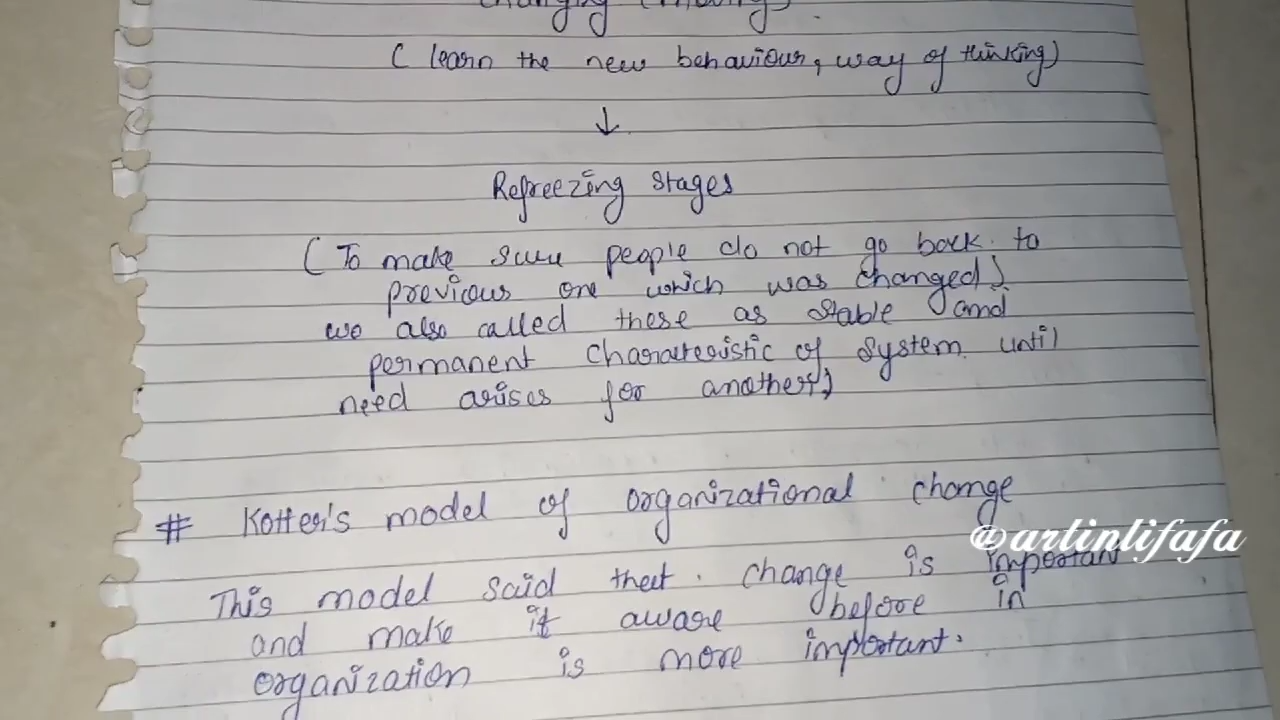 changing (moving)
( learn the new behaviour, way of thinking)
↓
Refreezing stages
( To make sure people do not go back to
previous one which was changed)
we also called these as stable and
permanent characteristic of system until
need arises for another)
# Kotter's model of organizational change
@artinlifafa
This model said that change is important
and make it aware before in
organization is more important.